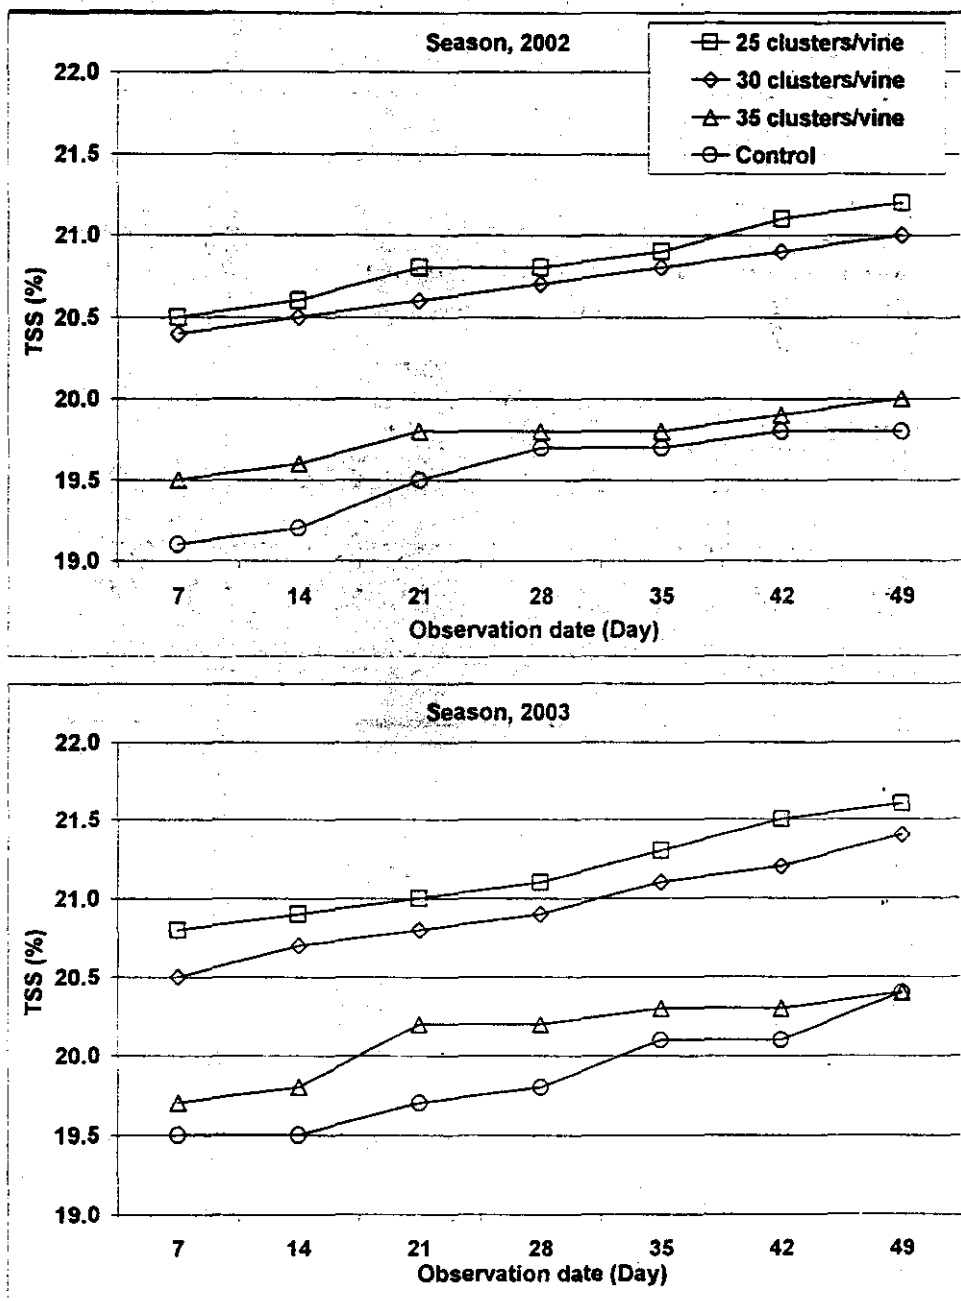 Season, 2002
25 clusters/vine
30 clusters/vine
35 clusters/vine
Control
22.0
21.5
21.0
20.5
20.0
19.5
19.0
TSS (%)
7 14 21 28 35 42 49
Observation date (Day)
Season, 2003
22.0
21.5
21.0
20.5
20.0
19.5
19.0
TSS (%)
7 14 21 28 35 42 49
Observation date (Day)